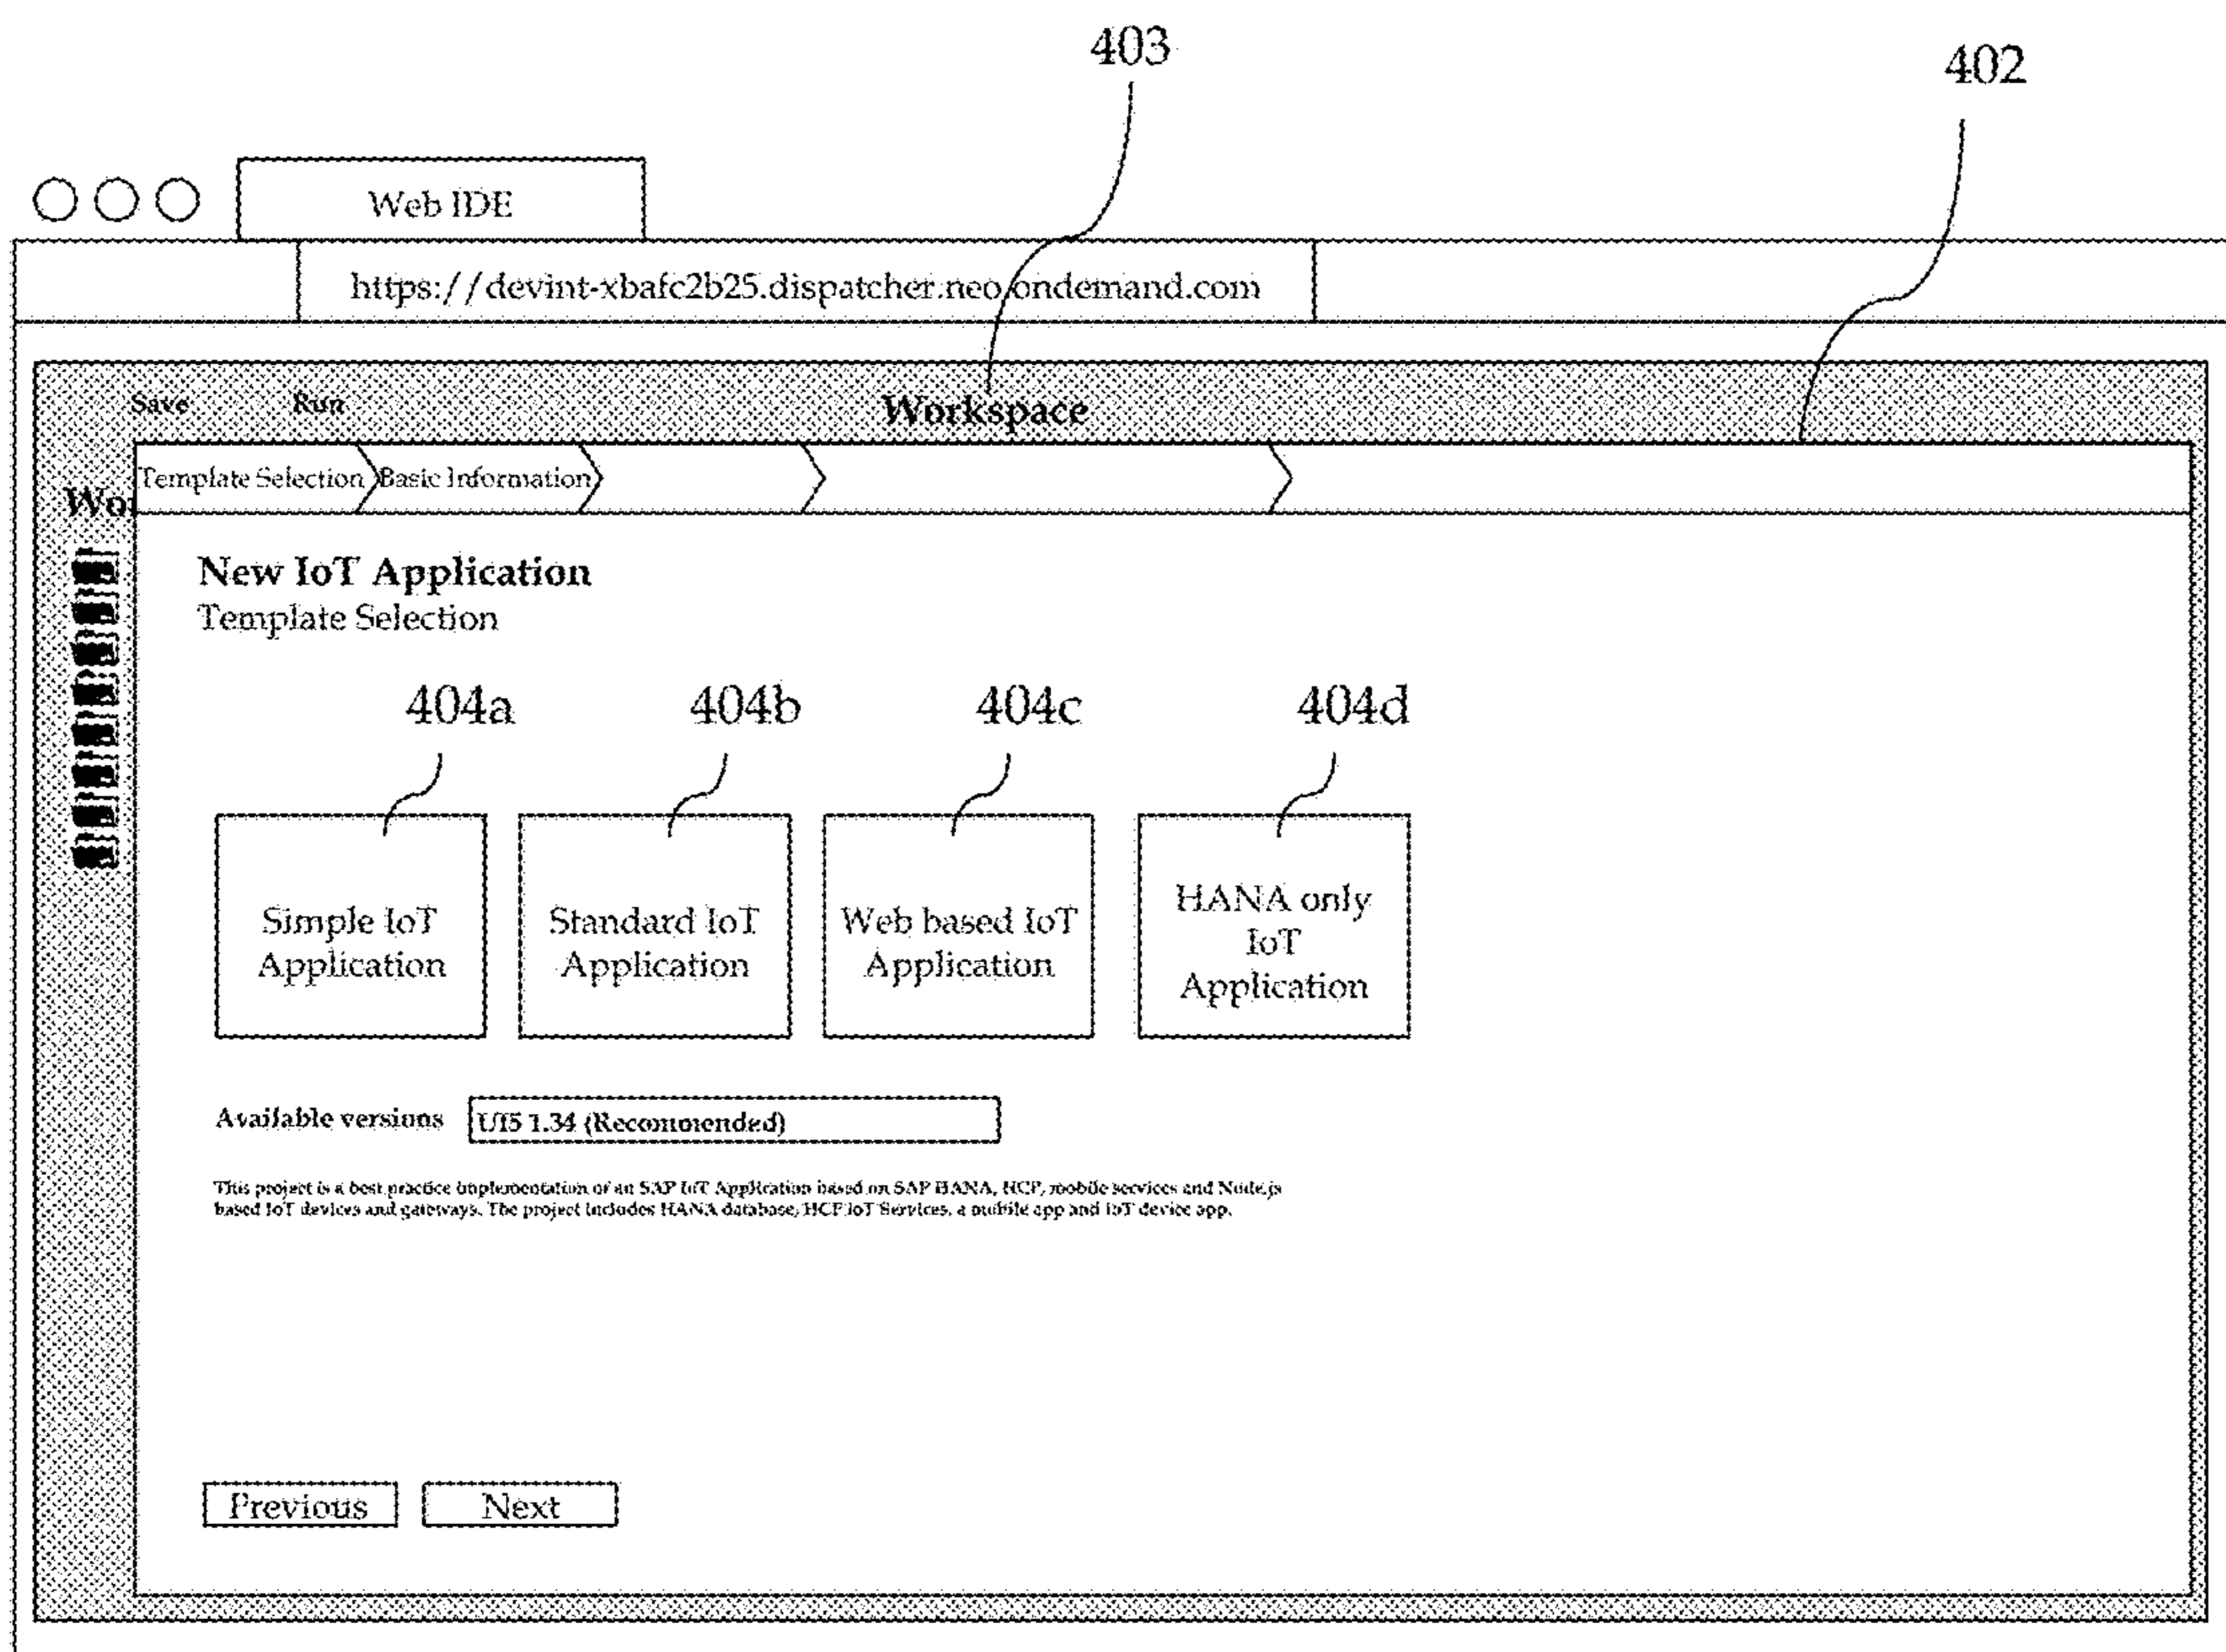 403
402
Web IDE
https://devint-xbafc2b25.dispatcher.neo.ondemand.com
Save Run Workspace
Template Selection Basic Information
Wor
New IoT Application
Template Selection
404a 404b 404c 404d
Simple IoT
Application
Standard IoT
Application
Web based IoT
Application
HANA only
IoT
Application
Available versions UI5 1.34 (Recommended)
This project is a best practice implementation of an SAP IoT Application based on SAP HANA, HCP, mobile services and Node.js
based IoT devices and gateways. The project includes HANA database, HCP IoT Services, a mobile app and IoT device app.
Previous Next